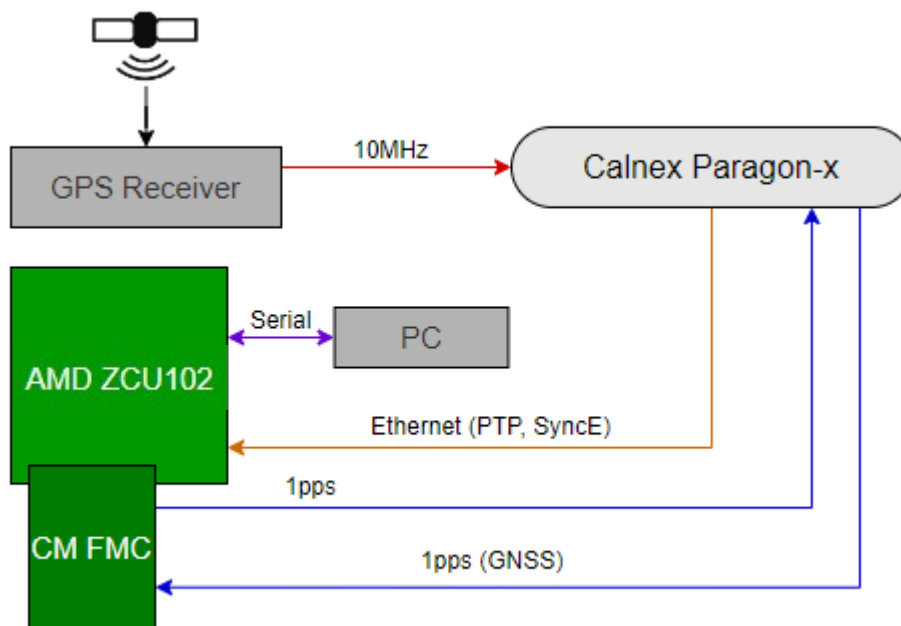 10MHz
GPS Receiver
Calnex Paragon-x
Serial
PC
AMD ZCU102
Ethernet (PTP, SyncE)
1pps
CM FMC
1pps (GNSS)